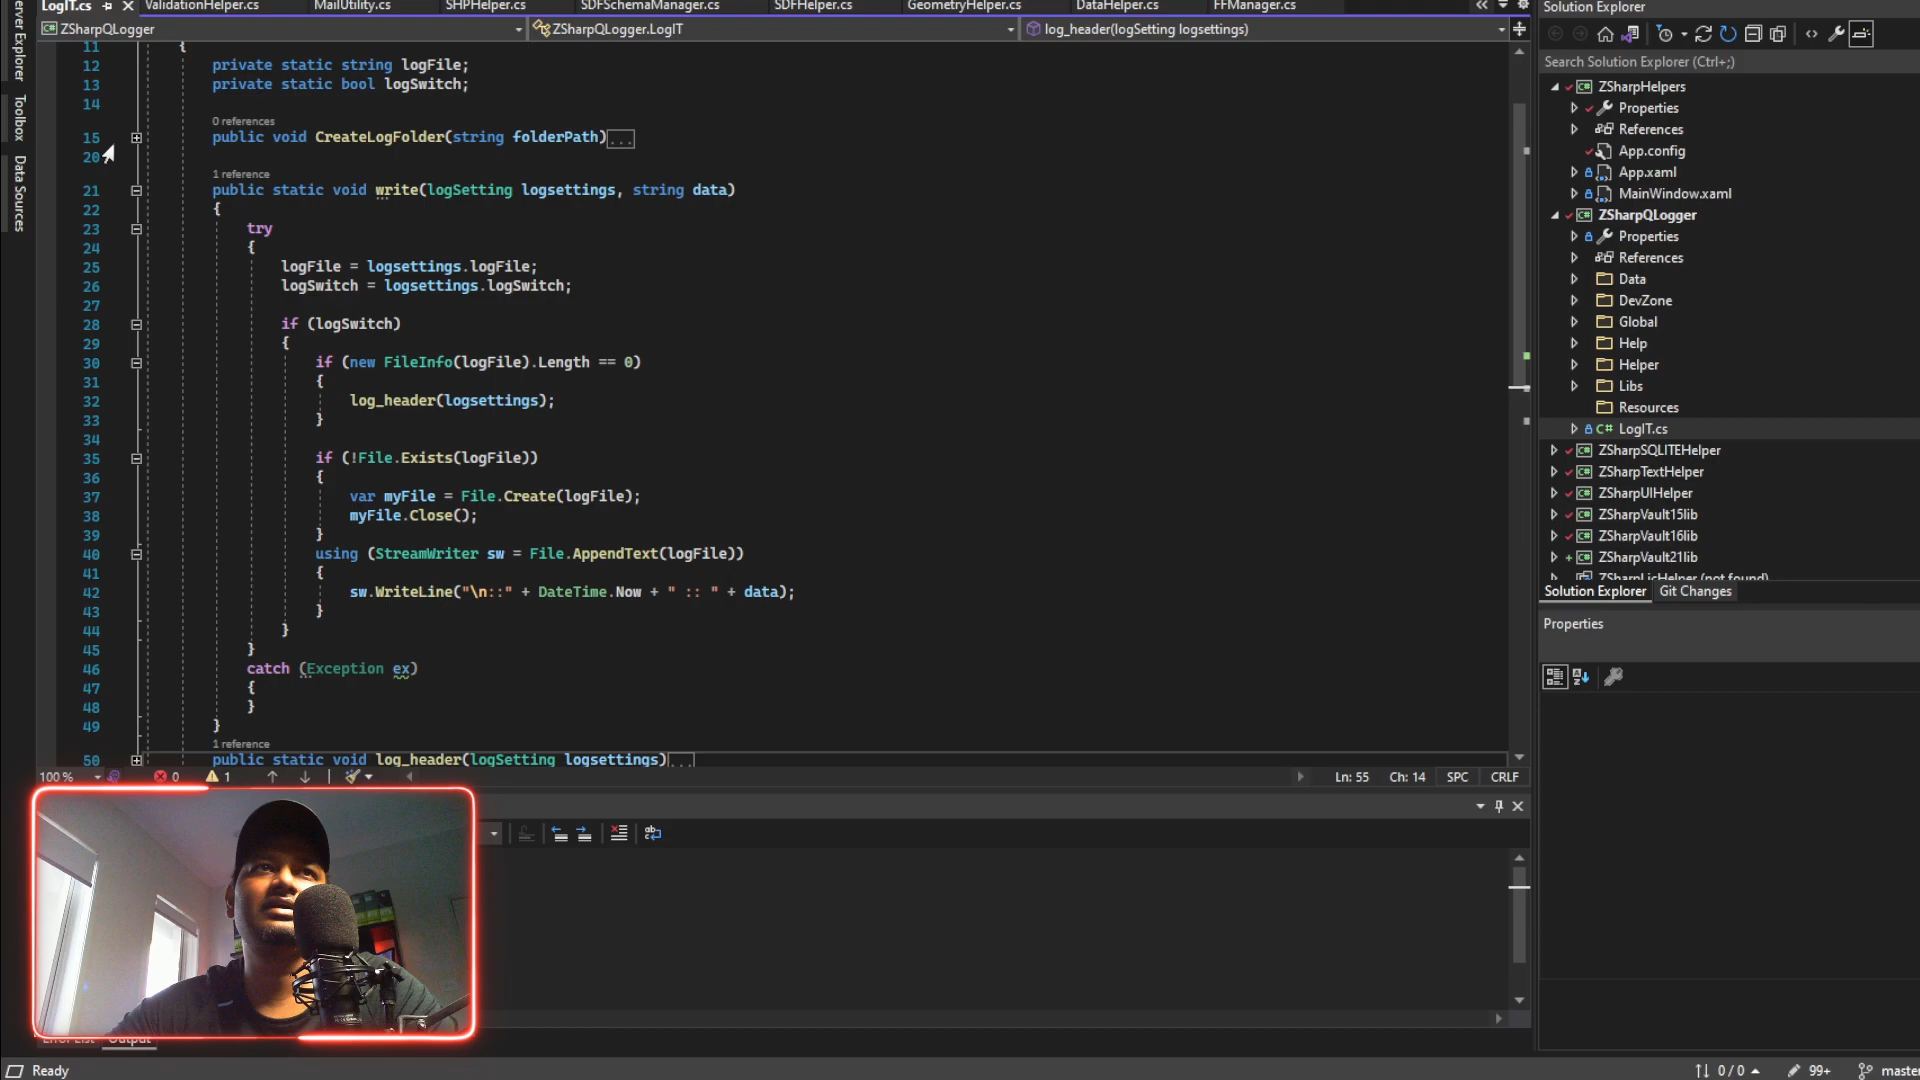 LogIT.cs
ValidationHelper.cs
MailUtility.cs
SHPHelper.cs
SDFSchemaManager.cs
SDFHelper.cs
GeometryHelper.cs
DataHelper.cs
FFManager.cs
ZSharpQLogger
ZSharpQLogger.LogIT
log_header(logSetting logsettings)
Toolbox
Data Sources
11 {
12 private static string logFile;
13 private static bool logSwitch;
14
0 references
15 public void CreateLogFolder(string folderPath)...
20
1 reference
21 public static void write(logSetting logsettings, string data)
22 {
23 try
24 {
25 logFile = logsettings.logFile;
26 logSwitch = logsettings.logSwitch;
27
28 if (logSwitch)
29 {
30 if (new FileInfo(logFile).Length == 0)
31 {
32 log_header(logsettings);
33 }
34
35 if (!File.Exists(logFile))
36 {
37 var myFile = File.Create(logFile);
38 myFile.Close();
39 }
40 using (StreamWriter sw = File.AppendText(logFile))
41 {
42 sw.WriteLine("\n::" + DateTime.Now + " :: " + data);
43 }
44 }
45 }
46 catch (Exception ex)
47 {
48 }
49 }
1 reference
50 public static void log_header(logSetting logsettings)...
100 %
0
1
Ln: 55
Ch: 14
SPC
CRLF
Output
Ready
Solution Explorer
Search Solution Explorer (Ctrl+;)
ZSharpHelpers
Properties
References
App.config
App.xaml
MainWindow.xaml
ZSharpQLogger
Properties
References
Data
DevZone
Global
Help
Helper
Libs
Resources
C# LogIT.cs
ZSharpSQLITEHelper
ZSharpTextHelper
ZSharpUIHelper
ZSharpVault15lib
ZSharpVault16lib
ZSharpVault21lib
ZSharpLicHelper (not found)
Solution Explorer
Git Changes
Properties
0 / 0
99+
master